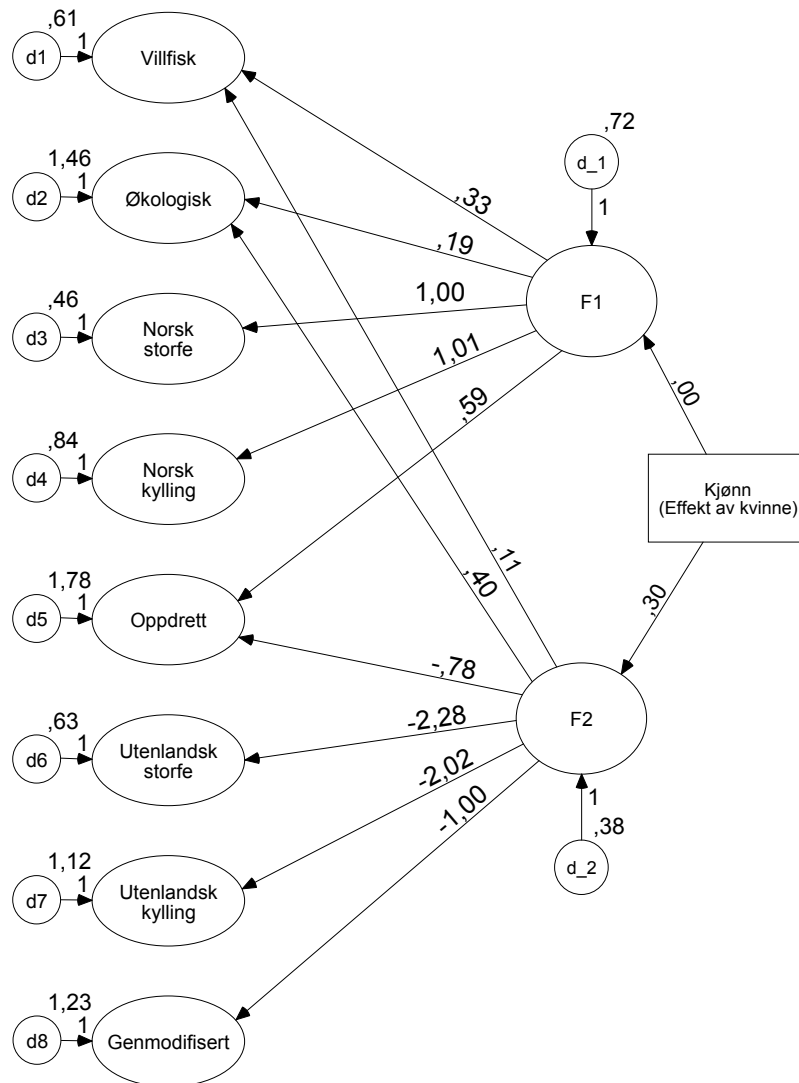 ,61
1
d1
Villfisk
,72
d_1
1
1,46
1
d2
Økologisk
,33
,19
,46
1
d3
Norsk
storfe
1,00
F1
1,01
,59
,00
,84
1
d4
Norsk
kylling
Kjønn
(Effekt av kvinne)
,11
,40
,30
1,78
1
d5
Oppdrett
-,78
F2
,63
1
d6
Utenlandsk
storfe
-2,28
-2,02
-1,00
1
,38
d_2
1,12
1
d7
Utenlandsk
kylling
1,23
1
d8
Genmodifisert